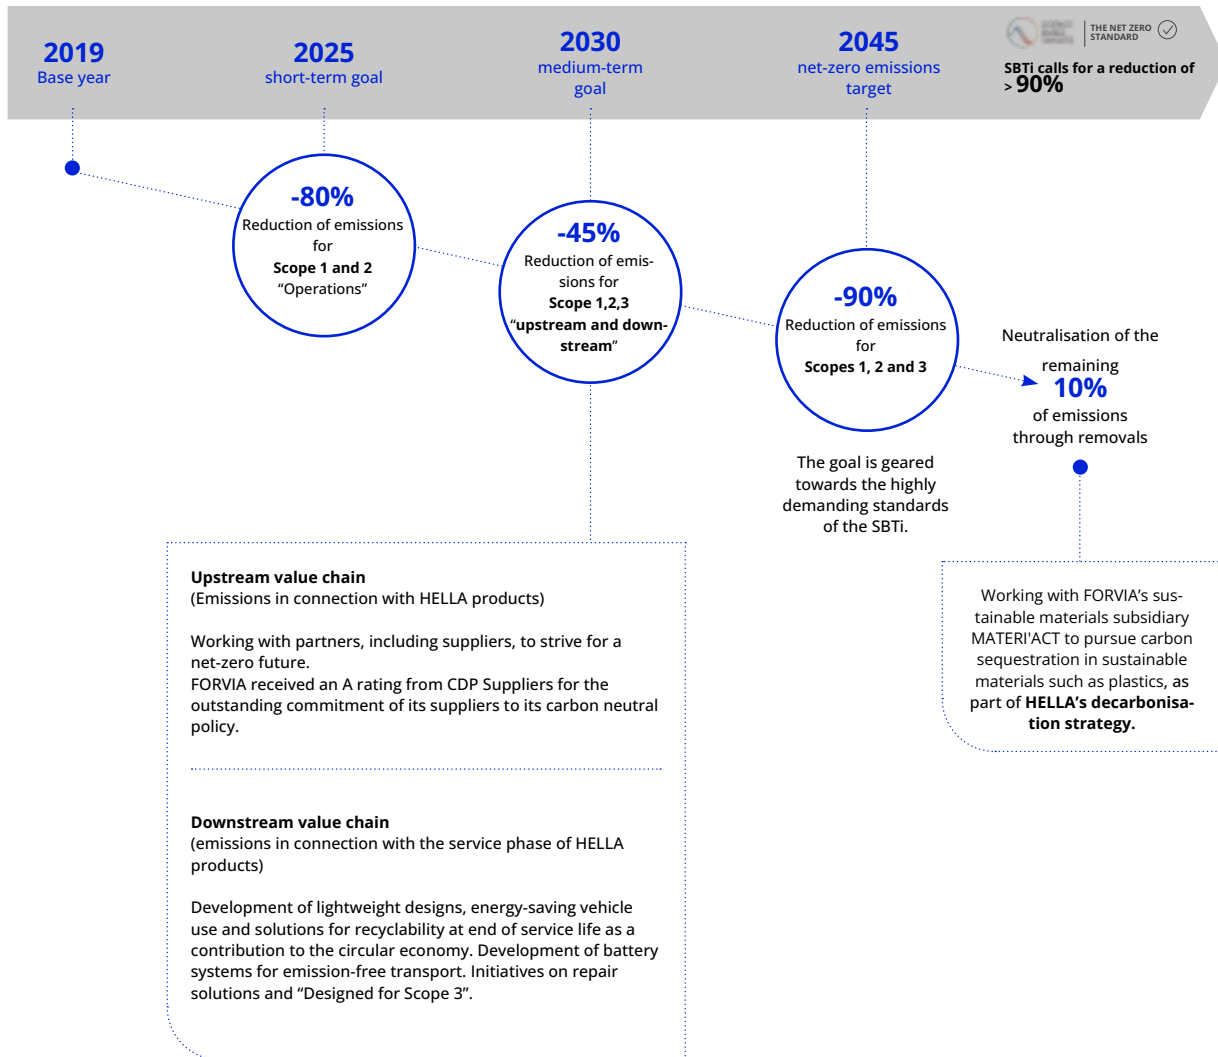 2019
Base year
2025
short-term goal
2030
medium-term
goal
2045
net-zero emissions
target
THE NET ZERO
STANDARD
SBTi calls for a reduction of
> 90%
-80%
Reduction of emissions
for
Scope 1 and 2
“Operations”
-45%
Reduction of emis-
sions for
Scope 1,2,3
“upstream and down-
stream”
-90%
Reduction of emissions
for
Scopes 1, 2 and 3
The goal is geared
towards the highly
demanding standards
of the SBTi.
Neutralisation of the
remaining
10%
of emissions
through removals
Working with FORVIA’s sus-
tainable materials subsidiary
MATERI'ACT to pursue carbon
sequestration in sustainable
materials such as plastics, as
part of HELLA’s decarbonisa-
tion strategy.
Upstream value chain
(Emissions in connection with HELLA products)
Working with partners, including suppliers, to strive for a
net-zero future.
FORVIA received an A rating from CDP Suppliers for the
outstanding commitment of its suppliers to its carbon neutral
policy.
Downstream value chain
(emissions in connection with the service phase of HELLA
products)
Development of lightweight designs, energy-saving vehicle
use and solutions for recyclability at end of service life as a
contribution to the circular economy. Development of battery
systems for emission-free transport. Initiatives on repair
solutions and “Designed for Scope 3”.